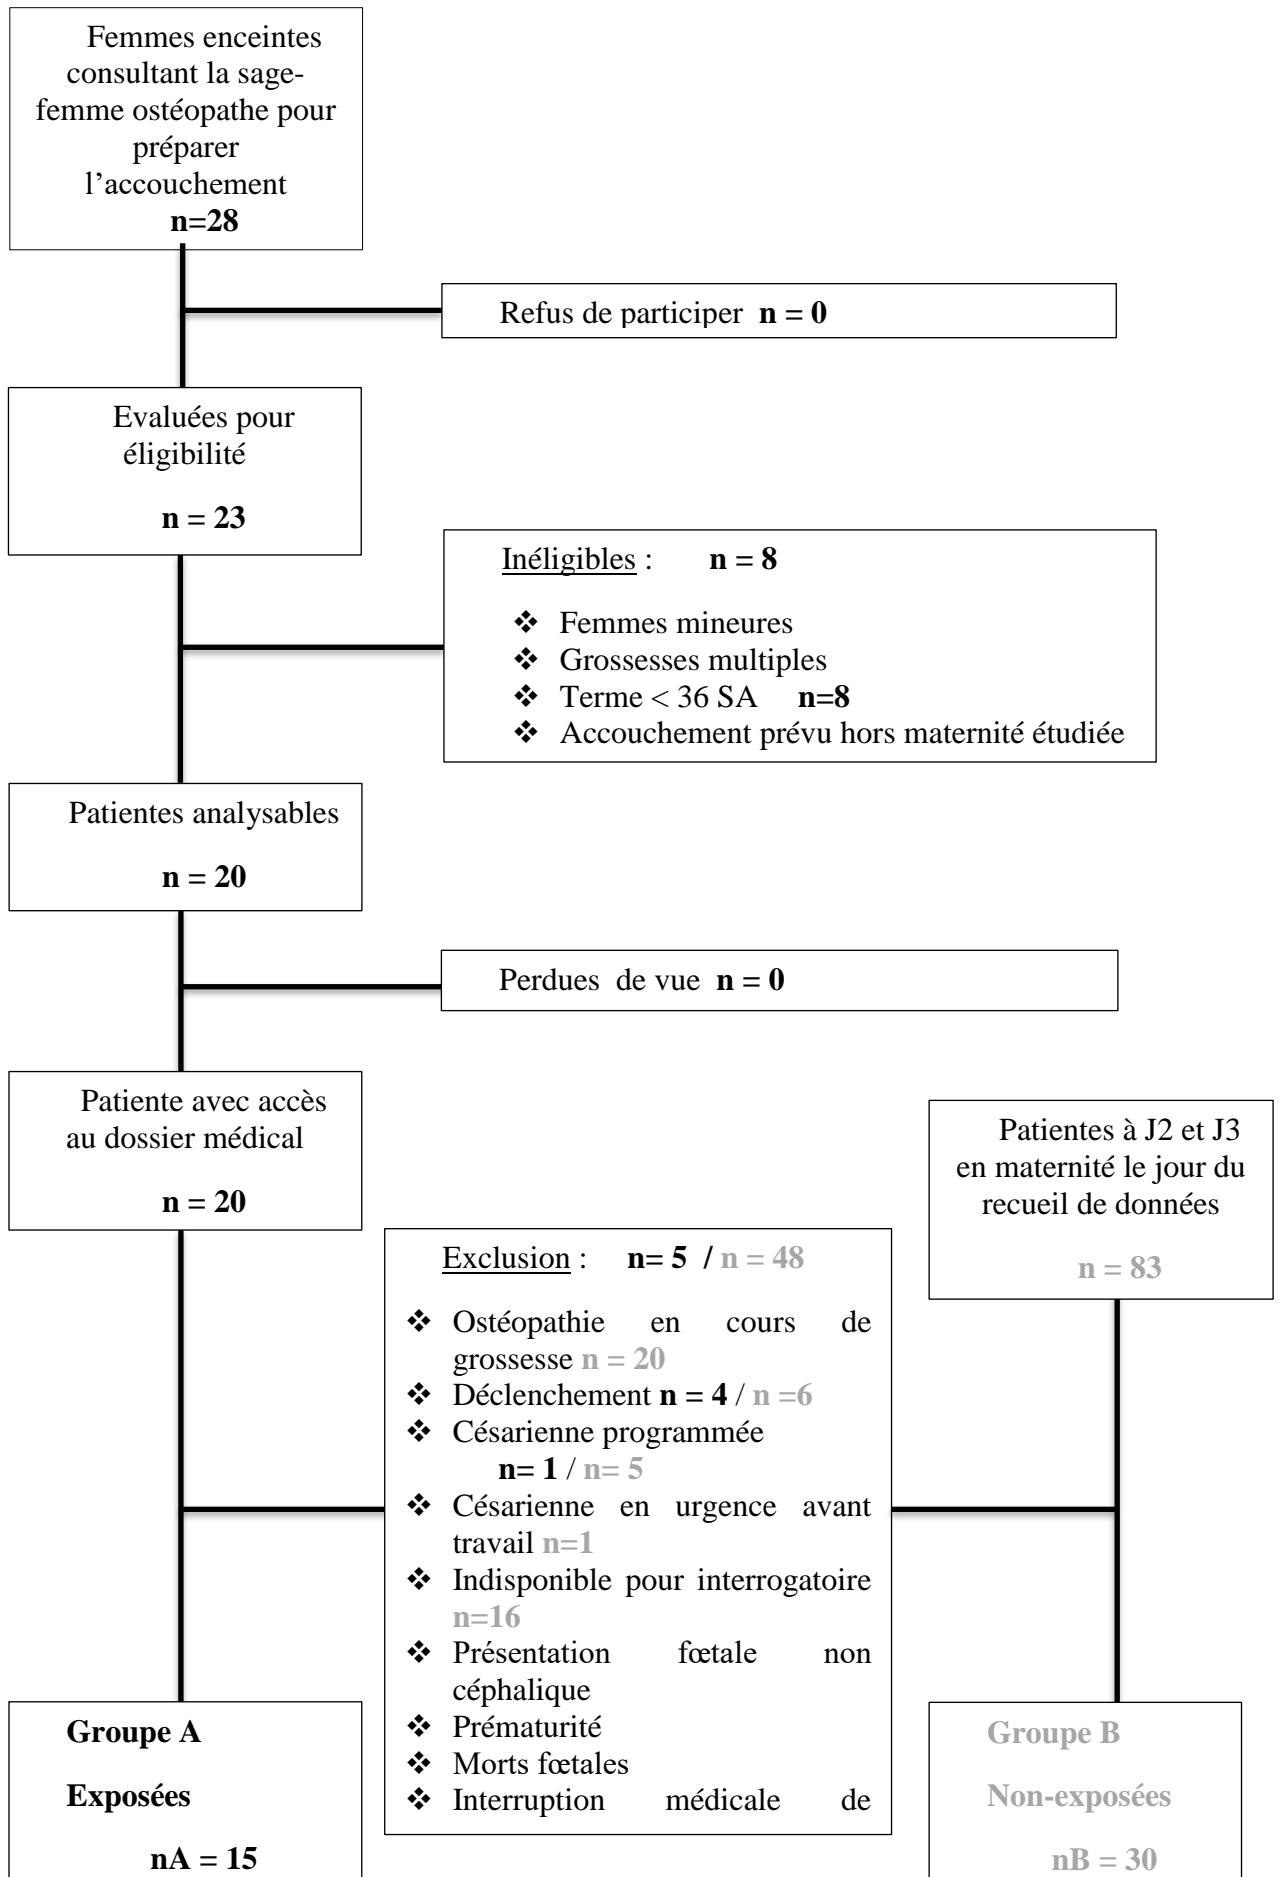 Femmes enceintes
consultant la sage-
femme ostéopathe pour
préparer
l’accouchement
n=28
Refus de participer n = 0
Evaluées pour
éligibilité
n = 23
Inéligibles : n = 8
❖ Femmes mineures
❖ Grossesses multiples
❖ Terme < 36 SA n=8
❖ Accouchement prévu hors maternité étudiée
Patientes analysables
n = 20
Perdues de vue n = 0
Patiente avec accès
au dossier médical
n = 20
Patientes à J2 et J3
en maternité le jour du
recueil de données
n = 83
Exclusion : n= 5 / n = 48
❖ Ostéopathie en cours de
grossesse n = 20
❖ Déclenchement n = 4 / n =6
❖ Césarienne programmée
n= 1 / n= 5
❖ Césarienne en urgence avant
travail n=1
❖ Indisponible pour interrogatoire
n=16
❖ Présentation fœtale non
céphalique
❖ Prématurité
❖ Morts fœtales
❖ Interruption médicale de
Groupe A
Exposées
nA = 15
Groupe B
Non-exposées
nB = 30